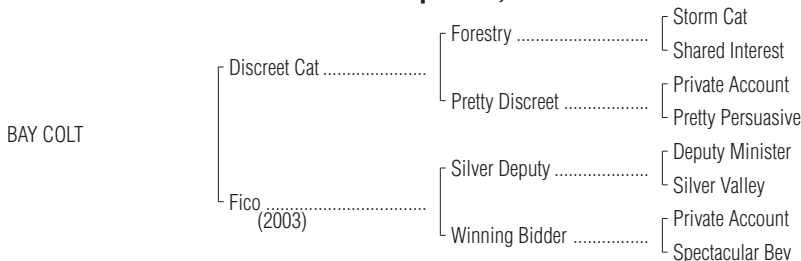 Storm Cat
Forestry ............................
Shared Interest
Discreet Cat ......................
Private Account
Pretty Discreet ..................
Pretty Persuasive
BAY COLT
Deputy Minister
Silver Deputy ....................
Silver Valley
Fico ..................................
(2003)
Private Account
Winning Bidder ................
Spectacular Bev